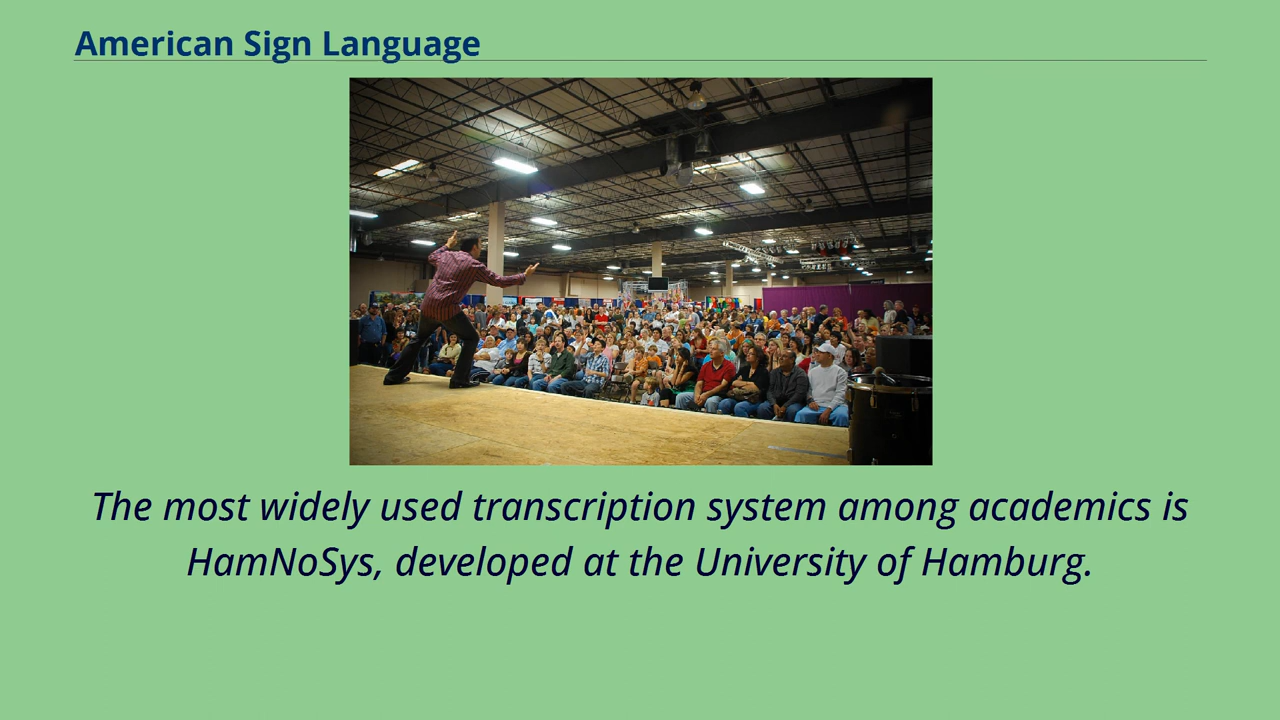 American Sign Language
The most widely used transcription system among academics is
HamNoSys, developed at the University of Hamburg.